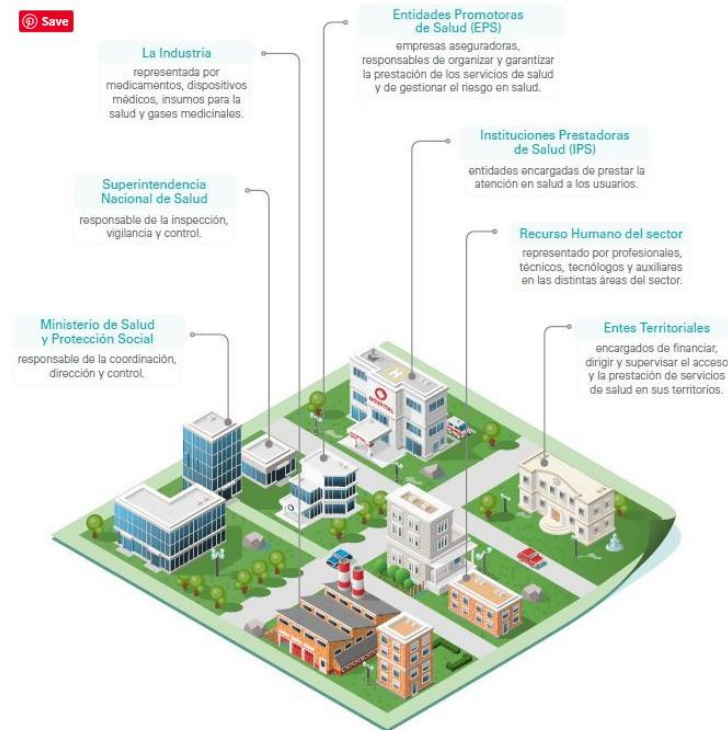 Save
Entidades Promotoras
de Salud (EPS)
empresas aseguradoras,
responsables de organizar y garantizar
la prestación de los servicios de salud
y de gestionar el riesgo en salud.
La Industria
representada por
medicamentos, dispositivos
médicos, insumos para la
salud y gases medicinales.
Instituciones Prestadoras
de Salud (IPS)
entidades encargadas de prestar la
atención en salud a los usuarios.
Superintendencia
Nacional de Salud
responsable de la inspección,
vigilancia y control.
Recurso Humano del sector
representado por profesionales,
técnicos, tecnólogos y auxiliares
en las distintas áreas del sector.
Ministerio de Salud
y Protección Social
responsable de la coordinación,
dirección y control.
Entes Territoriales
encargados de financiar,
dirigir y supervisar el acceso
y la prestación de servicios
de salud en sus territorios.
H
HOSPITAL